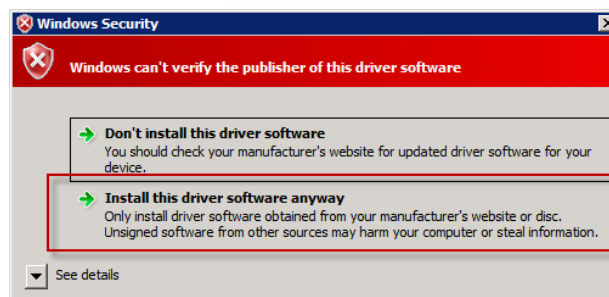 Windows Security
Windows can't verify the publisher of this driver software
Don't install this driver software
You should check your manufacturer's website for updated driver software for your
device.
Install this driver software anyway
Only install driver software obtained from your manufacturer's website or disc.
Unsigned software from other sources may harm your computer or steal information.
See details